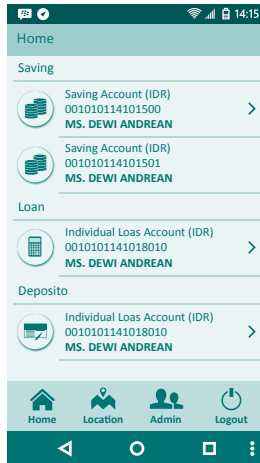 14:15
Home
Saving
Saving Account (IDR)
001010114101500
MS. DEWI ANDREAN
Saving Account (IDR)
001010114101501
MS. DEWI ANDREAN
Loan
Individual Loas Account (IDR)
0010101141018010
MS. DEWI ANDREAN
Deposito
Individual Loas Account (IDR)
0010101141018010
MS. DEWI ANDREAN
Home Location Admin Logout